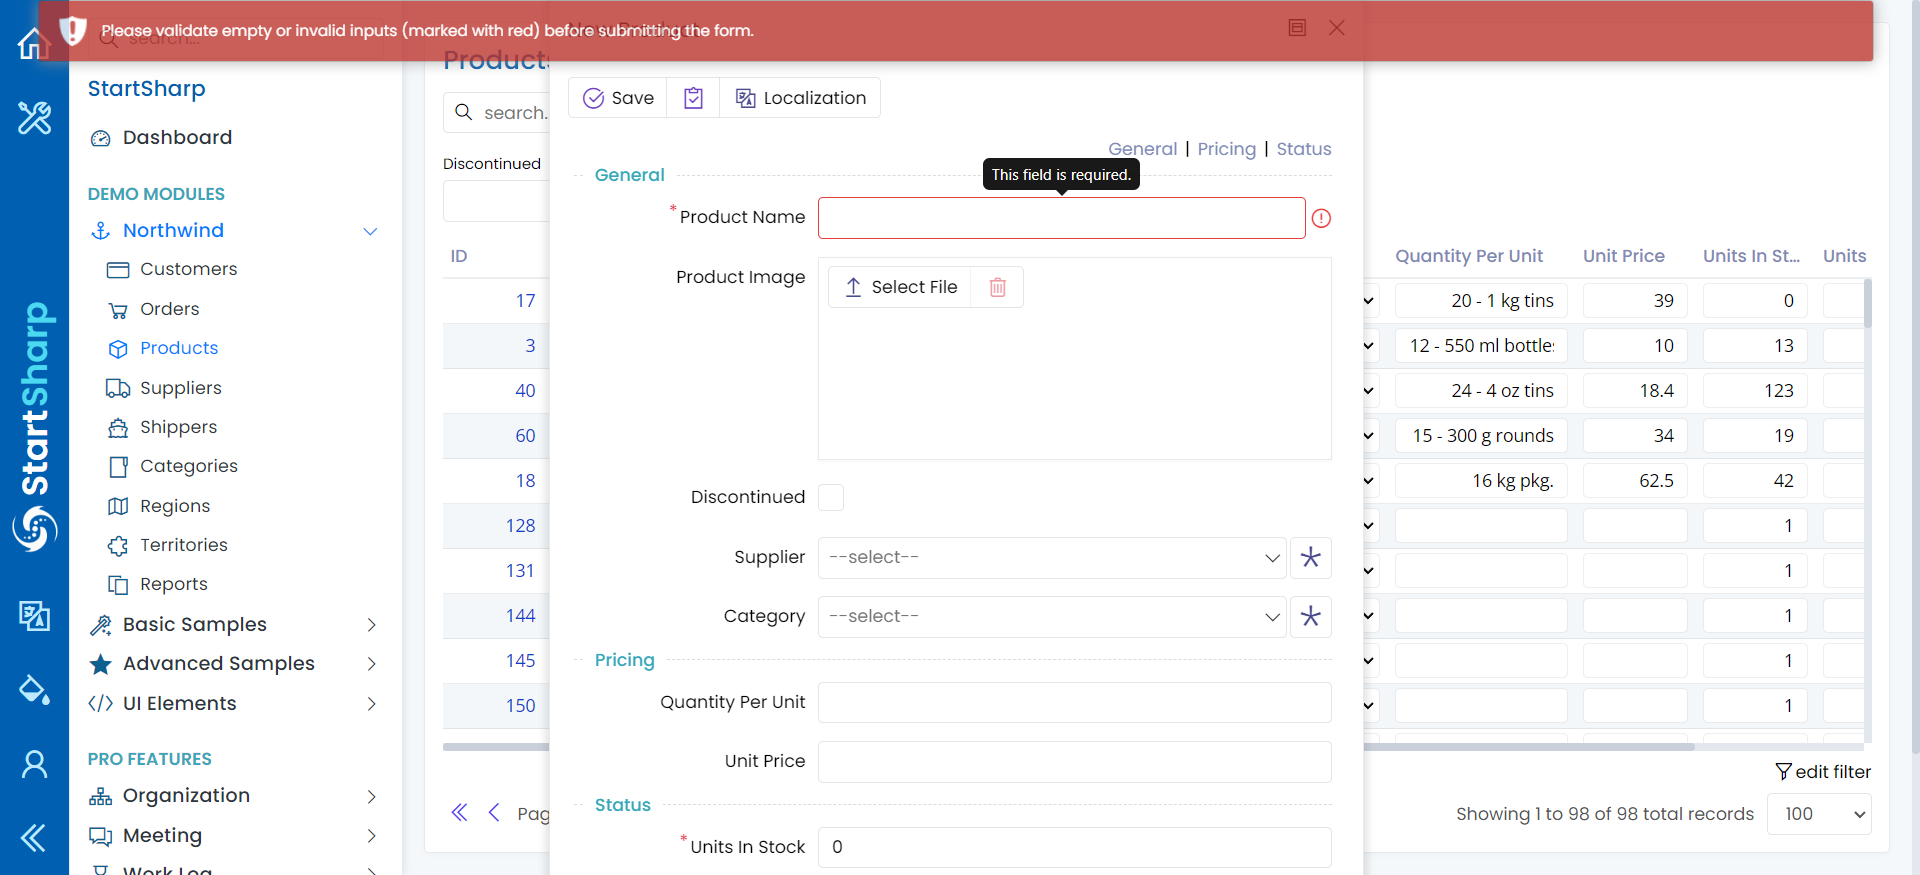 Please validate empty or invalid inputs (marked with red) before submitting the form.
StartSharp
StartSharp
Dashboard
DEMO MODULES
Northwind
Customers
Orders
Products
Suppliers
Shippers
Categories
Regions
Territories
Reports
Basic Samples
Advanced Samples
UI Elements
PRO FEATURES
Organization
Meeting
Work Log
Products
search.
Discontinued
ID
17
3
40
60
18
128
131
144
145
150
Save
Localization
General | Pricing | Status
General
This field is required.
*Product Name
Product Image
Select File
Discontinued
Supplier
--select--
Category
--select--
Pricing
Quantity Per Unit
Unit Price
Status
*Units In Stock
0
Quantity Per Unit Unit Price Units In St... Units
20 - 1 kg tins 39 0
12 - 550 ml bottles 10 13
24 - 4 oz tins 18.4 123
15 - 300 g rounds 34 19
16 kg pkg. 62.5 42
1
1
1
1
1
edit filter
Pag
Showing 1 to 98 of 98 total records
100